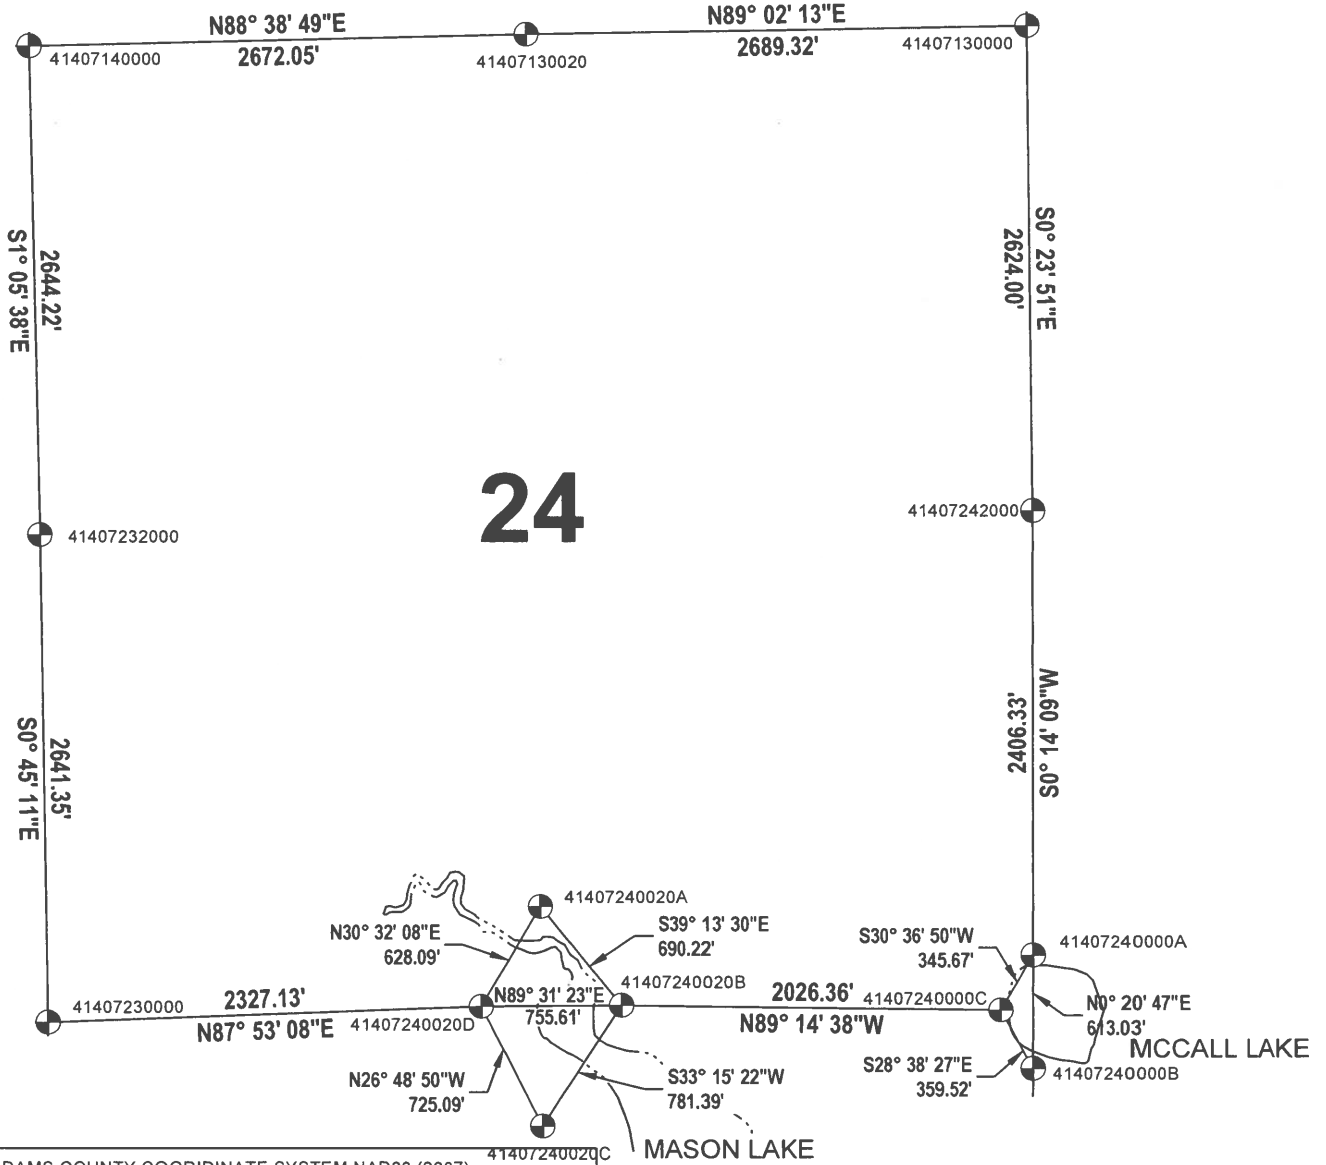 N88° 38' 49"E
2672.05'
N89° 02' 13"E
2689.32'
41407140000
41407130020
41407130000
S1° 05' 38"E
2644.22'
S0° 23' 51"E
2624.00'
24
41407232000
41407242000
S0° 45' 11"E
2641.35'
S0° 14' 09"W
2406.33'
41407240020A
N30° 32' 08"E
628.09'
S39° 13' 30"E
690.22'
S30° 36' 50"W
345.67'
41407240000A
41407230000
2327.13'
N87° 53' 08"E
41407240020D
N89° 31' 23"E
755.61'
41407240020B
2026.36'
N89° 14' 38"W
41407240000C
N0° 20' 47"E
613.03'
MCCALL LAKE
S28° 38' 27"E
359.52'
41407240000B
N26° 48' 50"W
725.09'
S33° 15' 22"W
781.39'
41407240020C
MASON LAKE